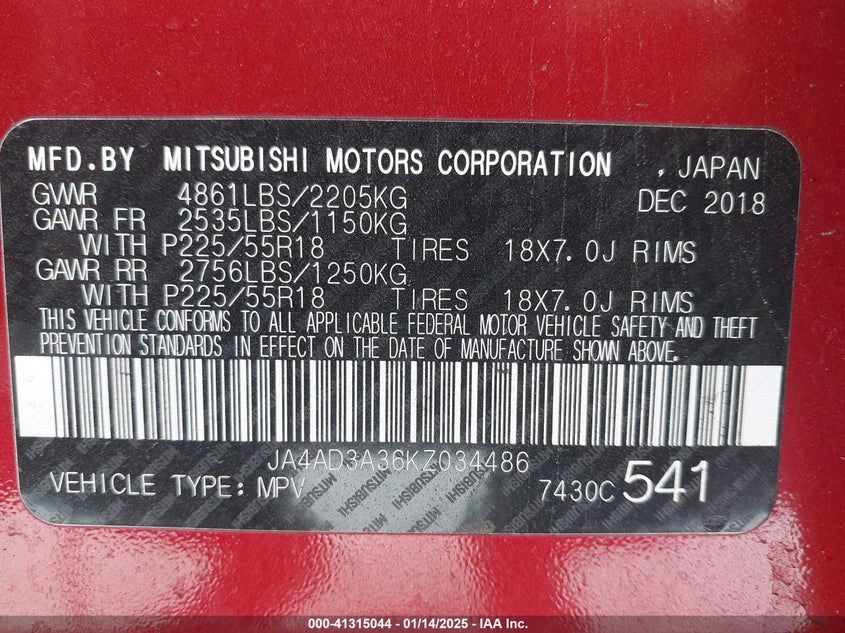 MFD.BY MITSUBISHI MOTORS CORPORATION , JAPAN
GVWR 4861LBS/2205KG DEC 2018
GAWR FR 2535LBS/1150KG
WITH P225/55R18 TIRES 18X7.0J RIMS
GAWR RR 2756LBS/1250KG
WITH P225/55R18 TIRES 18X7.0J RIMS
THIS VEHICLE CONFORMS TO ALL APPLICABLE FEDERAL MOTOR VEHICLE SAFETY AND THEFT
PREVENTION STANDARDS IN EFFECT ON THE DATE OF MANUFACTURE SHOWN ABOVE.
JA4AD3A36KZ034486
VEHICLE TYPE: MPV 7430C 541
MITSUBISHI
000-41315044 - 01/14/2025 - IAA Inc.